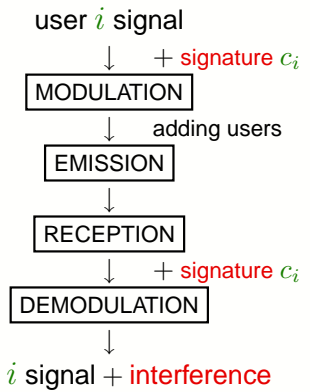 user i signal
+ signature c_i
MODULATION
adding users
EMISSION
RECEPTION
+ signature c_i
DEMODULATION
i signal + interference